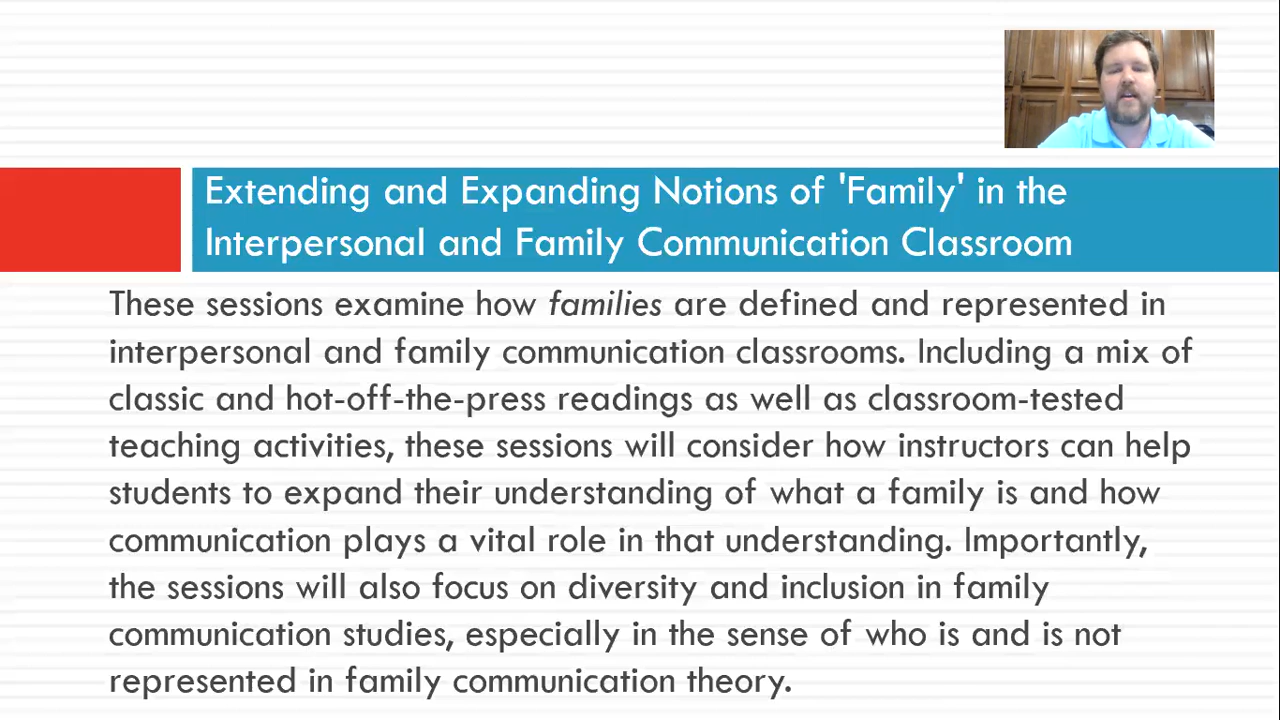 Extending and Expanding Notions of 'Family' in the
Interpersonal and Family Communication Classroom
These sessions examine how families are defined and represented in
interpersonal and family communication classrooms. Including a mix of
classic and hot-off-the-press readings as well as classroom-tested
teaching activities, these sessions will consider how instructors can help
students to expand their understanding of what a family is and how
communication plays a vital role in that understanding. Importantly,
the sessions will also focus on diversity and inclusion in family
communication studies, especially in the sense of who is and is not
represented in family communication theory.